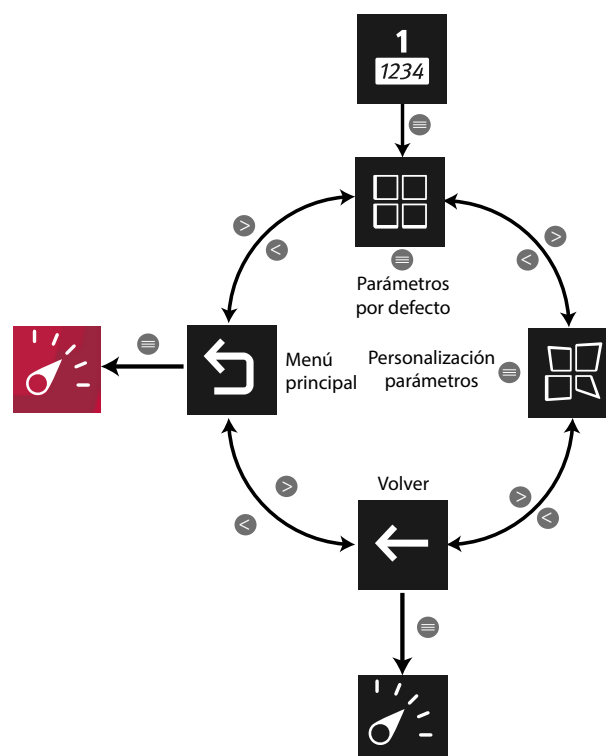 1
1234
Parámetros
por defecto
Menú
principal
Personalización
parámetros
Volver